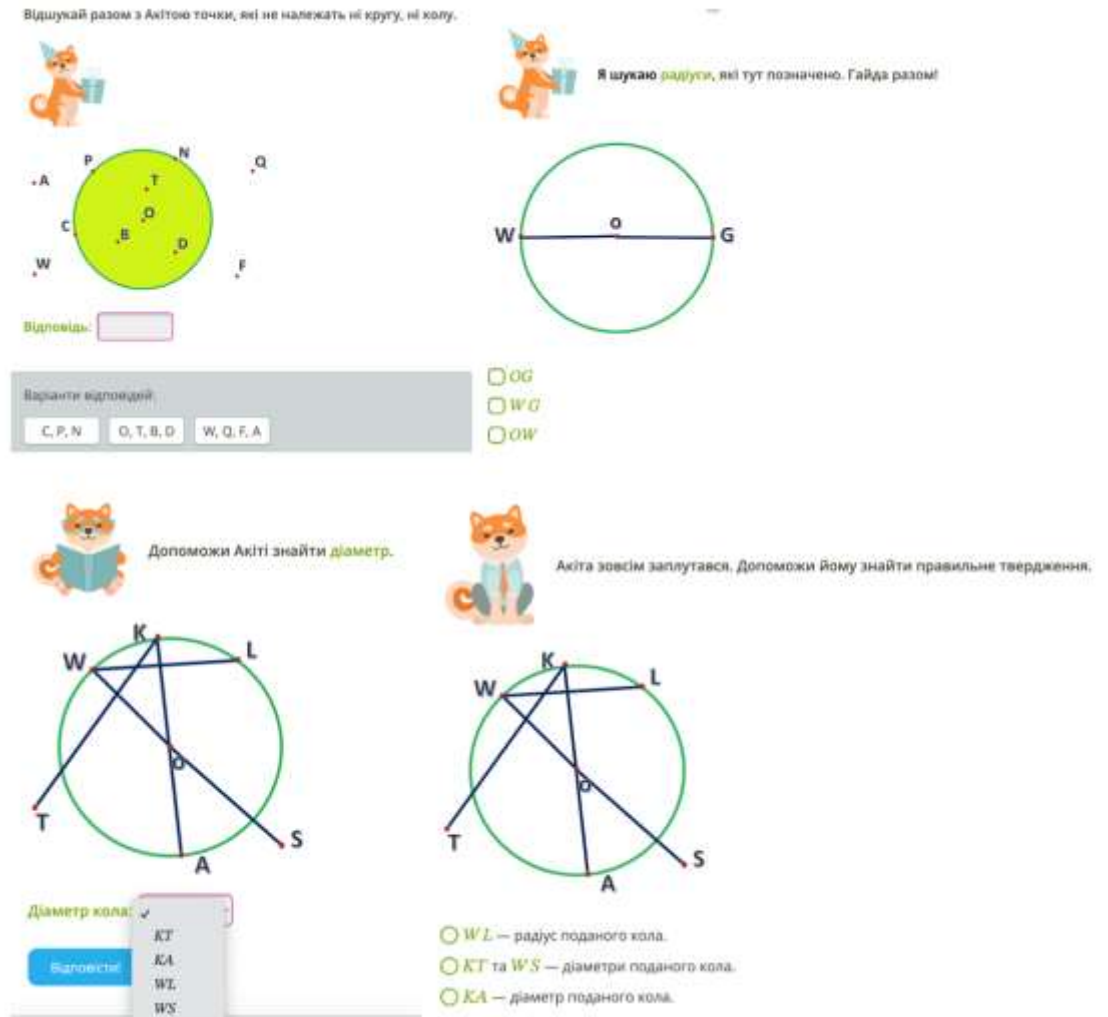 Відшукай разом з Акітою точки, які не належать ні кругу, ні колу.
P
N
Q
A
T
O
C
B
D
W
F
Відповідь:
Варіанти відповідей:
C, P, N
O, T, B, D
W, Q, F, A
Я шукаю радіуси, які тут позначено. Гайда разом!
W
O
G
OG
WG
OW
Допоможи Акіті знайти діаметр.
K
W
L
O
T
S
A
Діаметр кола:
✓
KT
KA
WL
WS
Відповісти!
Акіта зовсім заплутався. Допоможи йому знайти правильне твердження.
K
W
L
O
T
S
A
WL — радіус поданого кола.
KT та WS — діаметри поданого кола.
KA — діаметр поданого кола.